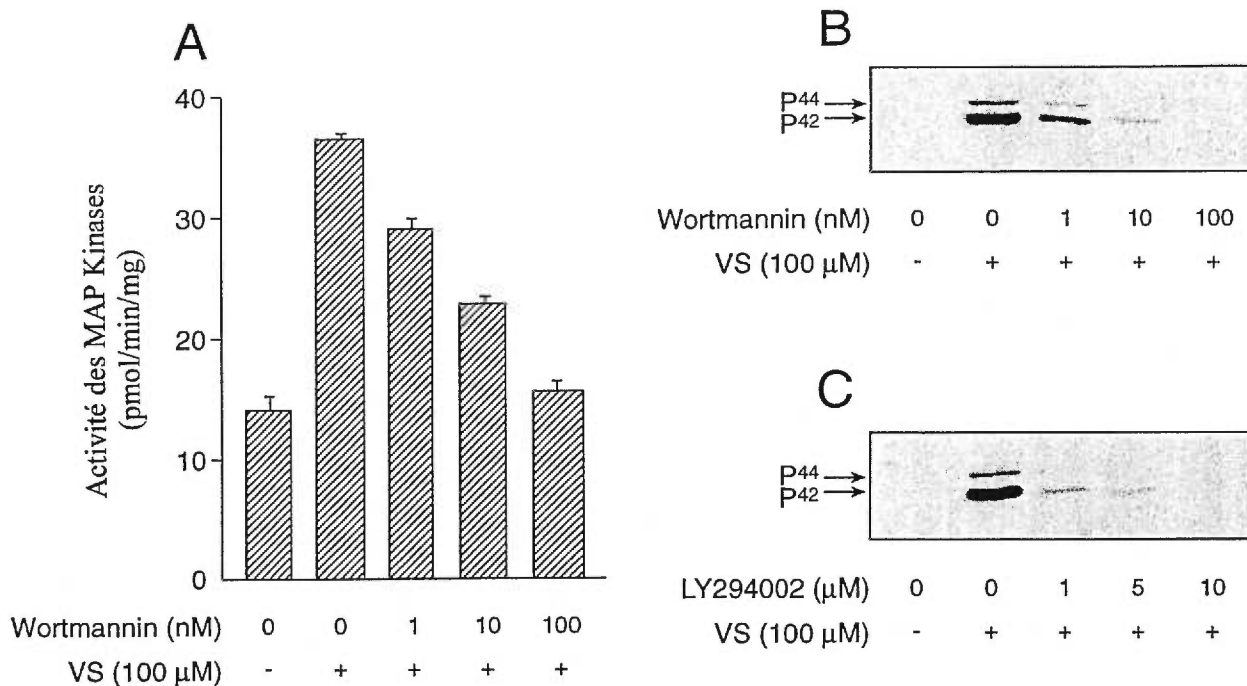 A
Activité des MAP Kinases
(pmol/min/mg)
40
30
20
10
0
Wortmannin (nM) 0 0 1 10 100
VS (100 µM) - + + + +
B
P44
P42
Wortmannin (nM) 0 0 1 10 100
VS (100 µM) - + + + +
C
P44
P42
LY294002 (µM) 0 0 1 5 10
VS (100 µM) - + + + +